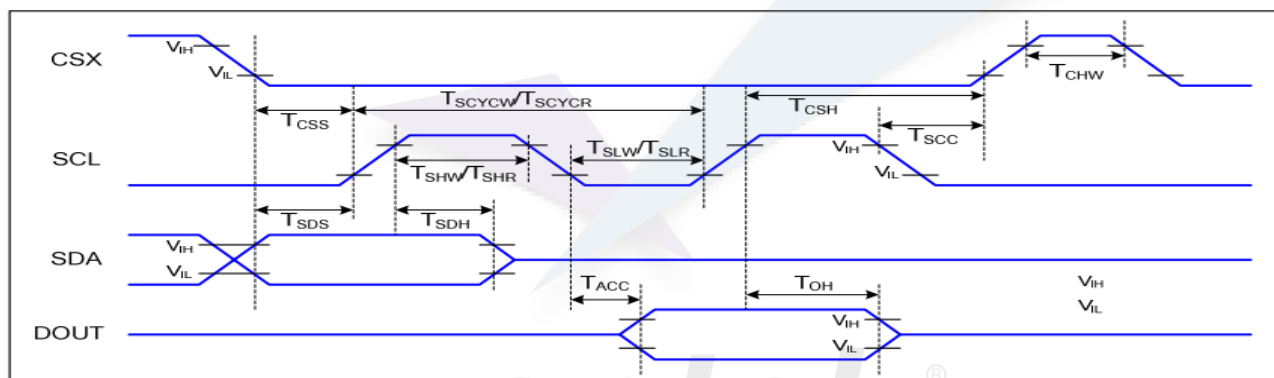 CSX
VIH
VIL
TCHW
TSCYCW/TSCYCR
TCSS
TCSH
TSCC
SCL
TSLW/TSLR
VIH
TSHW/TSHR
VIL
TSDS
TSDH
SDA
VIH
VIL
TACC
TOH
VIH
VIL
DOUT
VIH
VIL
®